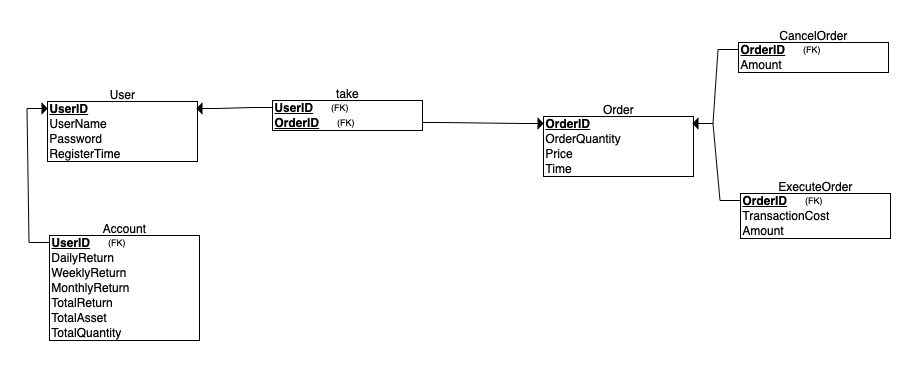 User
UserID
UserName
Password
RegisterTime
take
UserID (FK)
OrderID (FK)
Order
OrderID
OrderQuantity
Price
Time
CancelOrder
OrderID (FK)
Amount
ExecuteOrder
OrderID (FK)
TransactionCost
Amount
Account
UserID (FK)
DailyReturn
WeeklyReturn
MonthlyReturn
TotalReturn
TotalAsset
TotalQuantity